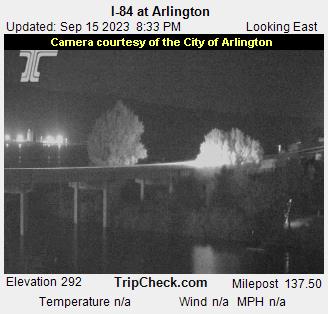 I-84 at Arlington
Updated: Sep 15 2023 8:33 PM Looking East
Camera courtesy of the City of Arlington
Elevation 292 TripCheck.com Milepost 137.50
Temperature n/a Wind n/a MPH n/a